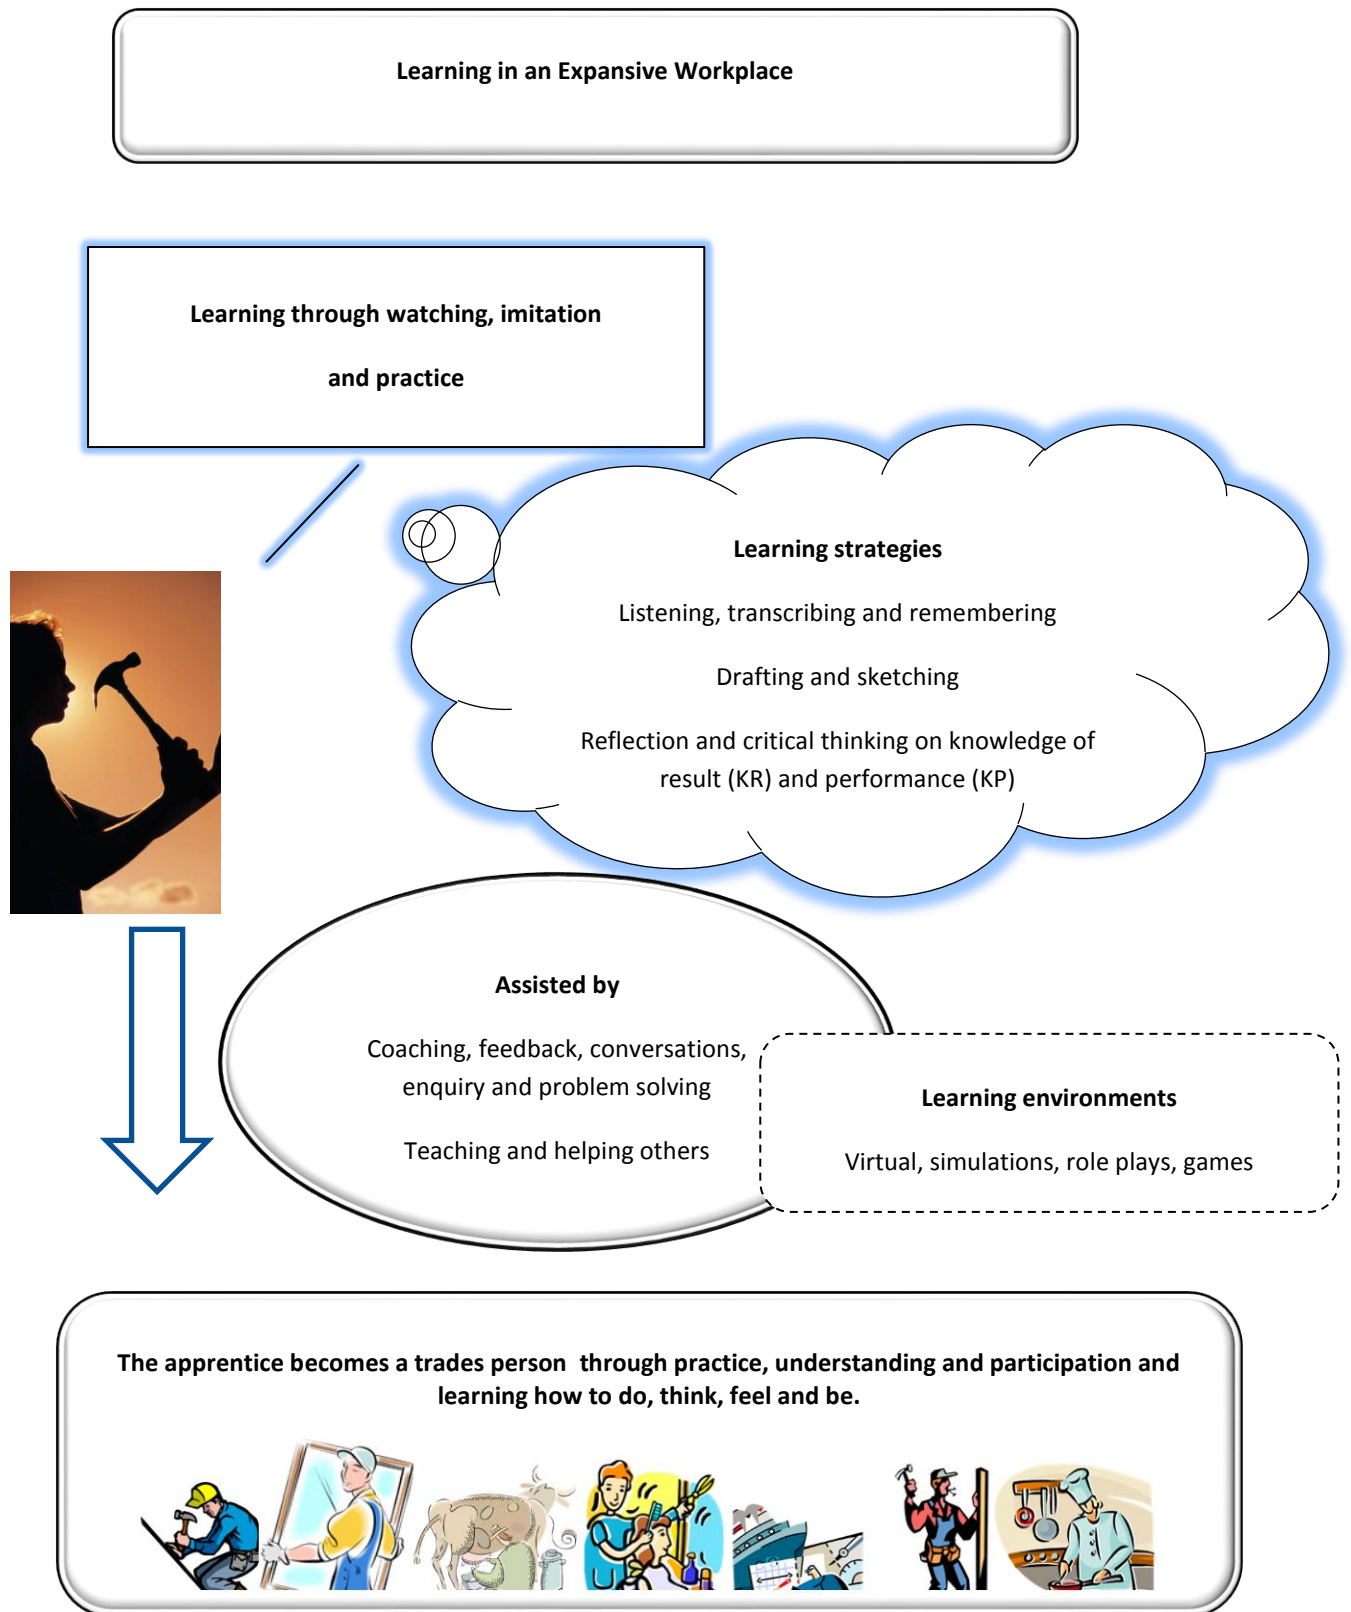 Learning in an Expansive Workplace
Learning through watching, imitation
and practice
Learning strategies
Listening, transcribing and remembering
Drafting and sketching
Reflection and critical thinking on knowledge of
result (KR) and performance (KP)
Assisted by
Coaching, feedback, conversations,
enquiry and problem solving
Teaching and helping others
Learning environments
Virtual, simulations, role plays, games
The apprentice becomes a trades person  through practice, understanding and participation and
learning how to do, think, feel and be.